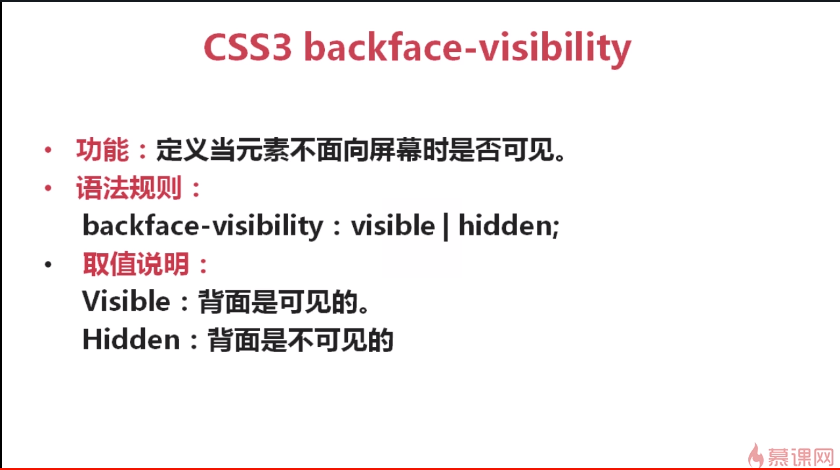 CSS3 backface-visibility
• 功能：定义当元素不面向屏幕时是否可见。
• 语法规则：
backface-visibility：visible | hidden;
• 取值说明：
Visible：背面是可见的。
Hidden：背面是不可见的
慕课网